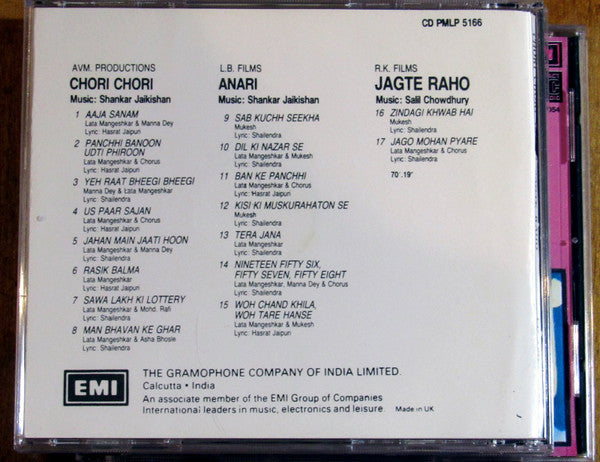 CD PMLP 5166
AVM. PRODUCTIONS
CHORI CHORI
Music: Shankar Jaikishan
1 AAJA SANAM
Lata Mangeshkar & Manna Dey
Lyric: Hasrat Jaipuri
2 PANCHHI BANOON
UDTI PHIROON
Lata Mangeshkar & Chorus
Lyric: Hasrat Jaipuri
3 YEH RAAT BHEEGI BHEEGI
Manna Dey & Lata Mangeshkar
Lyric: Shailendra
4 US PAAR SAJAN
Lata Mangeshkar & Chorus
Lyric: Hasrat Jaipuri
5 JAHAN MAIN JAATI HOON
Lata Mangeshkar & Manna Dey
Lyric: Shailendra
6 RASIK BALMA
Lata Mangeshkar
Lyric: Hasrat Jaipuri
7 SAWA LAKH KI LOTTERY
Lata Mangeshkar & Mohd. Rafi
Lyric: Shailendra
8 MAN BHAVAN KE GHAR
Lata Mangeshkar & Asha Bhosle
Lyric: Shailendra
L.B. FILMS
ANARI
Music: Shankar Jaikishan
9 SAB KUCHH SEEKHA
Mukesh
Lyric: Shailendra
10 DIL KI NAZAR SE
Lata Mangeshkar & Mukesh
Lyric: Shailendra
11 BAN KE PANCHHI
Lata Mangeshkar & Chorus
Lyric: Hasrat Jaipuri
12 KISI KI MUSKURAHATON SE
Mukesh
Lyric: Shailendra
13 TERA JANA
Lata Mangeshkar
Lyric: Shailendra
14 NINETEEN FIFTY SIX,
FIFTY SEVEN, FIFTY EIGHT
Lata Mangeshkar, Manna Dey & Chorus
Lyric: Shailendra
15 WOH CHAND KHILA,
WOH TARE HANSE
Lata Mangeshkar & Mukesh
Lyric: Hasrat Jaipuri
R.K. FILMS
JAGTE RAHO
Music: Salil Chowdhury
16 ZINDAGI KHWAB HAI
Mukesh
Lyric: Shailendra
17 JAGO MOHAN PYARE
Lata Mangeshkar & Chorus
Lyric: Shailendra
70'.19"
EMI
THE GRAMOPHONE COMPANY OF INDIA LIMITED.
Calcutta • India
An associate member of the EMI Group of Companies
International leaders in music, electronics and leisure. Made in UK